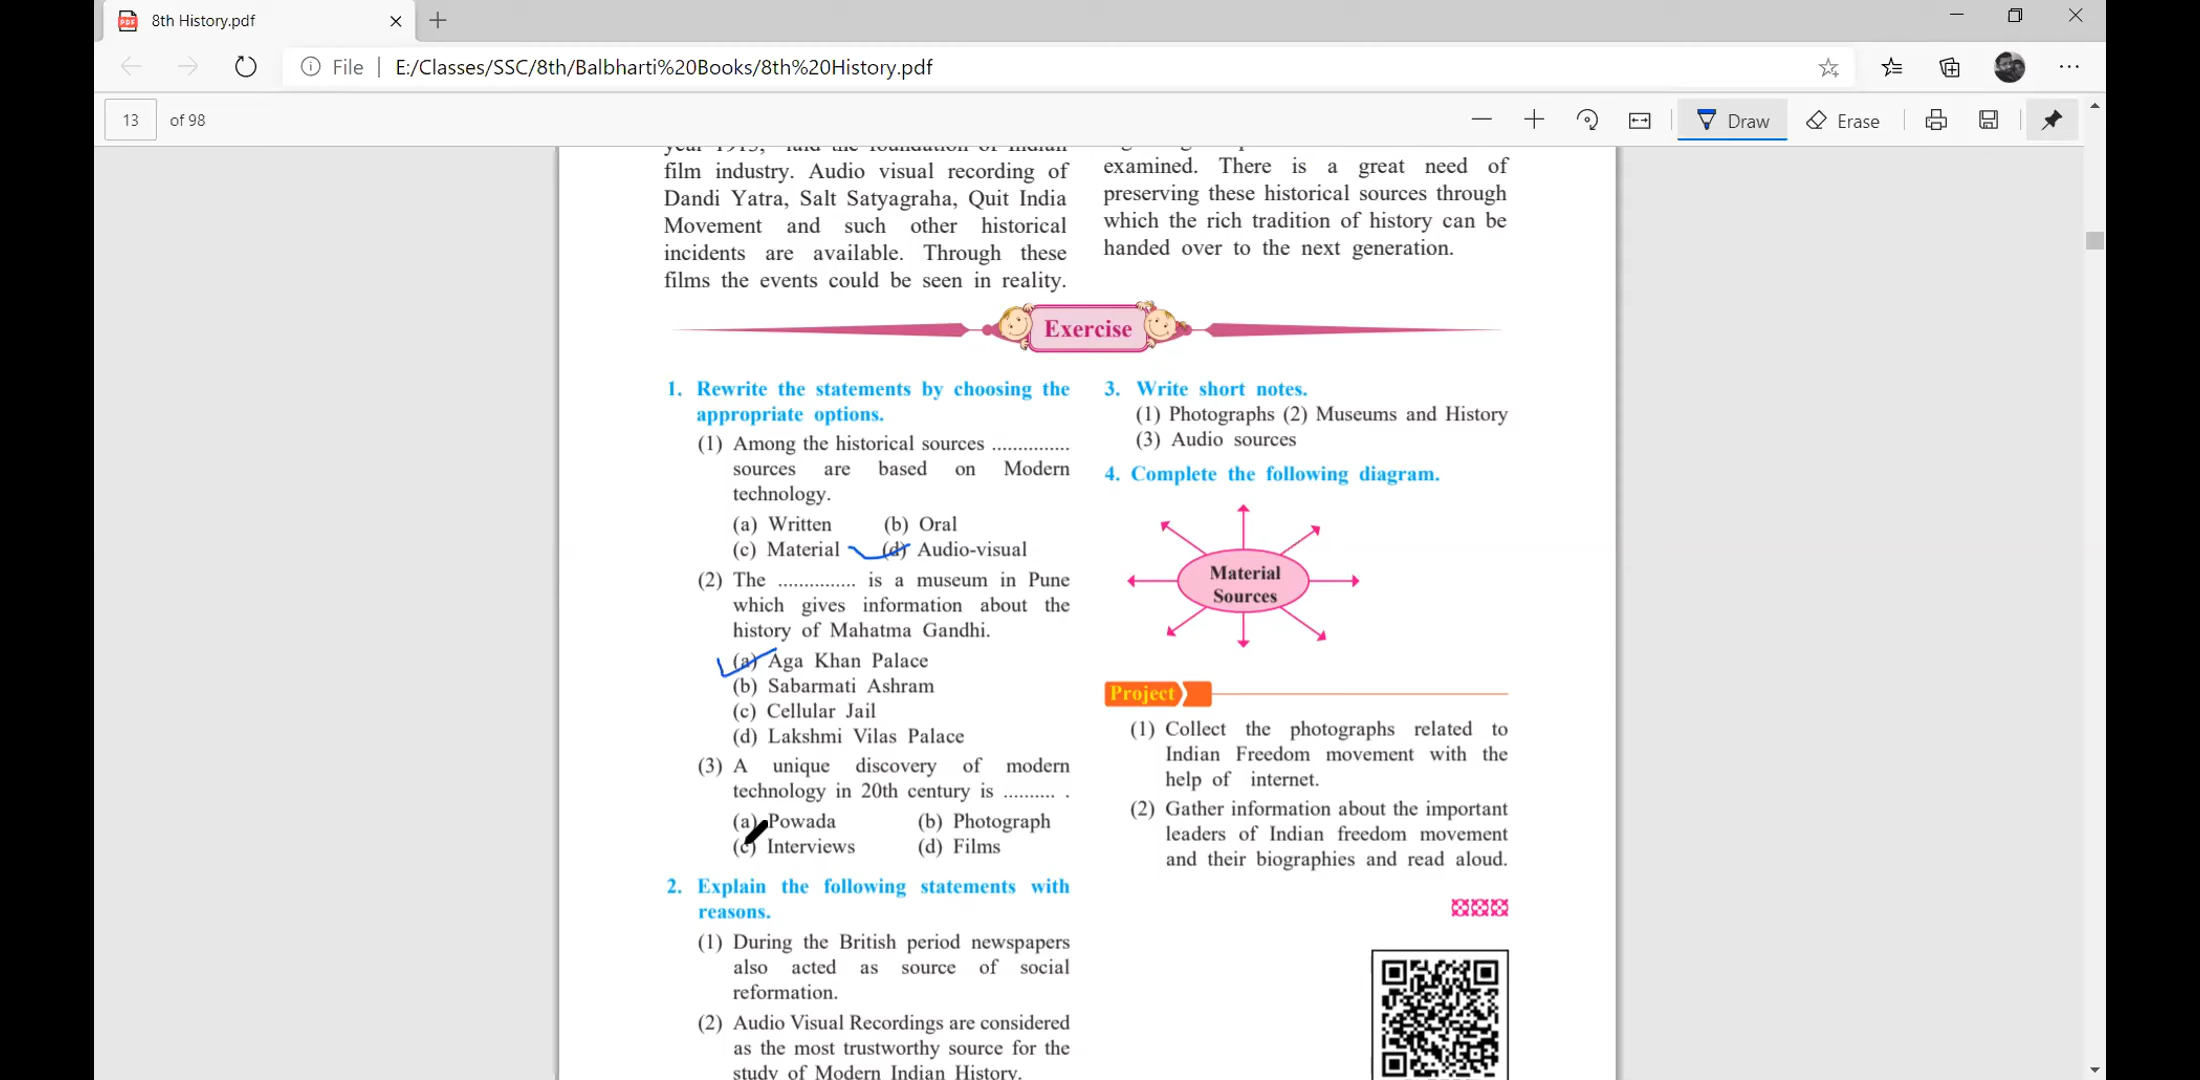 8th History.pdf
File | E:/Classes/SSC/8th/Balbharti%20Books/8th%20History.pdf
13 of 98
Draw
Erase
year 1913, laid the foundation of Indian
film industry. Audio visual recording of
Dandi Yatra, Salt Satyagraha, Quit India
Movement and such other historical
incidents are available. Through these
films the events could be seen in reality.
examined. There is a great need of
preserving these historical sources through
which the rich tradition of history can be
handed over to the next generation.
Exercise
1. Rewrite the statements by choosing the
appropriate options.
(1) Among the historical sources ..............
sources are based on Modern
technology.
(a) Written (b) Oral
(c) Material (d) Audio-visual
(2) The .............. is a museum in Pune
which gives information about the
history of Mahatma Gandhi.
(a) Aga Khan Palace
(b) Sabarmati Ashram
(c) Cellular Jail
(d) Lakshmi Vilas Palace
(3) A unique discovery of modern
technology in 20th century is .......... .
(a) Powada (b) Photograph
(c) Interviews (d) Films
2. Explain the following statements with
reasons.
(1) During the British period newspapers
also acted as source of social
reformation.
(2) Audio Visual Recordings are considered
as the most trustworthy source for the
study of Modern Indian History.
3. Write short notes.
(1) Photographs (2) Museums and History
(3) Audio sources
4. Complete the following diagram.
Material
Sources
Project
(1) Collect the photographs related to
Indian Freedom movement with the
help of internet.
(2) Gather information about the important
leaders of Indian freedom movement
and their biographies and read aloud.